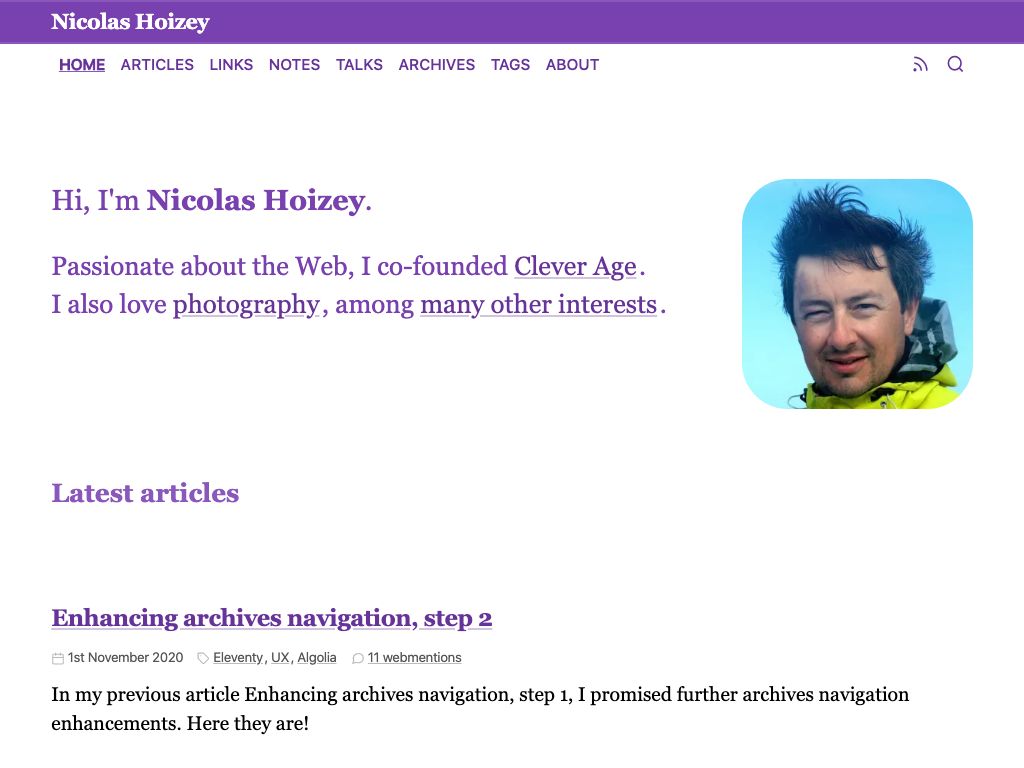 Nicolas Hoizey
HOME ARTICLES LINKS NOTES TALKS ARCHIVES TAGS ABOUT
Hi, I'm Nicolas Hoizey.
Passionate about the Web, I co-founded Clever Age.
I also love photography, among many other interests.
Latest articles
Enhancing archives navigation, step 2
1st November 2020 Eleventy, UX, Algolia 11 webmentions
In my previous article Enhancing archives navigation, step 1, I promised further archives navigation
enhancements. Here they are!